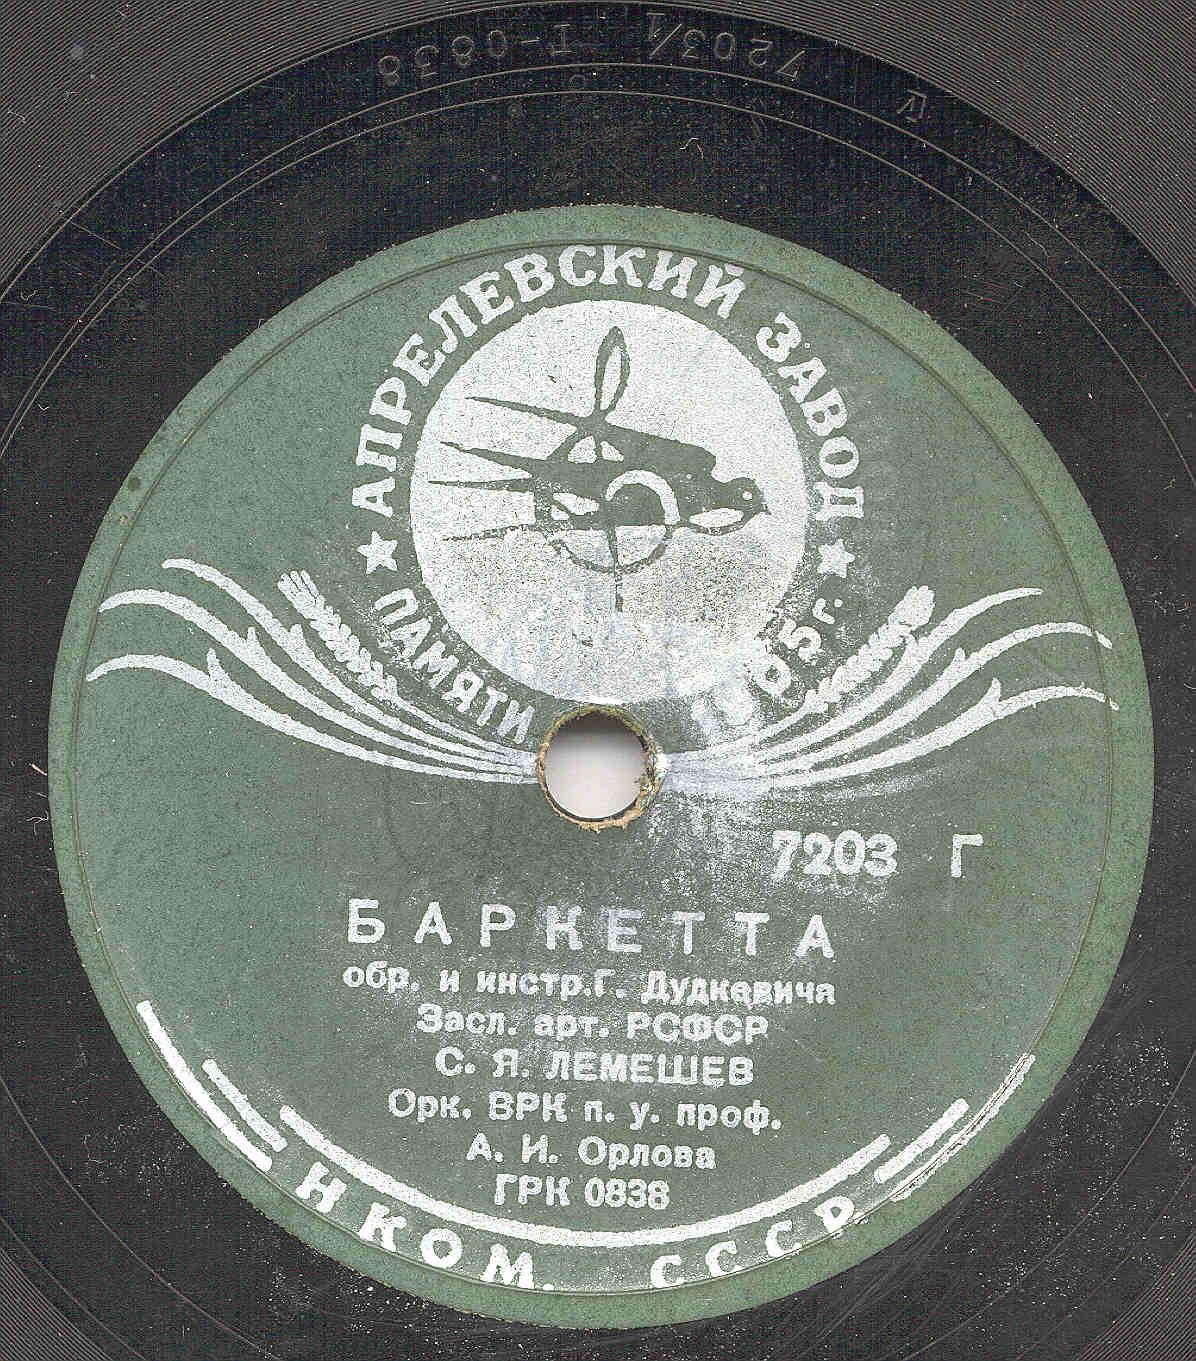 7203/1 I-0838
V
★ АПРЕЛЕВСКИЙ ЗАВОД ★
ПАМЯТИ 1905 г.
7203 Г
БАРКЕТТА
обр. и инстр. Г. Дудкевича
Засл. арт. РСФСР
С. Я. ЛЕМЕШЕВ
Орк. ВРК п. у. проф.
А. И. Орлова
ГРК 0838
НКОМ. СССР